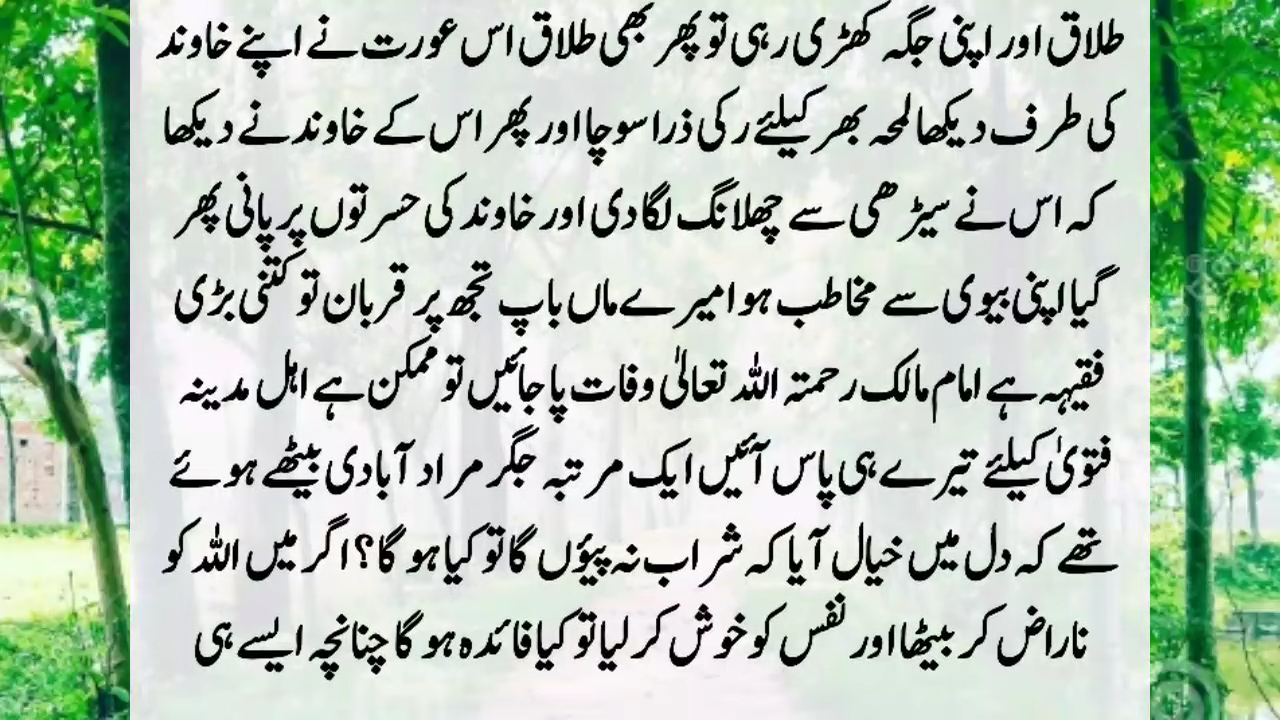 طلاق اور اپنی جگہ کھڑی رہی تو پھر بھی طلاق اس عورت نے اپنے خاوند
کی طرف دیکھا لمحہ بھر کیلئے رکی ذرا سوچا اور پھر اس کے خاوند نے دیکھا
کہ اس نے سیڑھی سے چھلانگ لگا دی اور خاوند کی حسرتوں پر پانی پھر
گیا اپنی بیوی سے مخاطب ہوا میرے ماں باپ تجھ پر قربان تو کتنی بڑی
فقیہہ ہے امام مالک رحمتہ اللہ تعالیٰ وفات پا جائیں تو ممکن ہے اہل مدینہ
فتویٰ کیلئے تیرے ہی پاس آئیں ایک مرتبہ جگر مراد آبادی بیٹھے ہوئے
تھے کہ دل میں خیال آیا کہ شراب نہ پیؤں گا تو کیا ہو گا؟ اگر میں اللہ کو
ناراض کر بیٹھا اور نفس کو خوش کر لیا تو کیا فائدہ ہو گا چنانچہ ایسے ہی